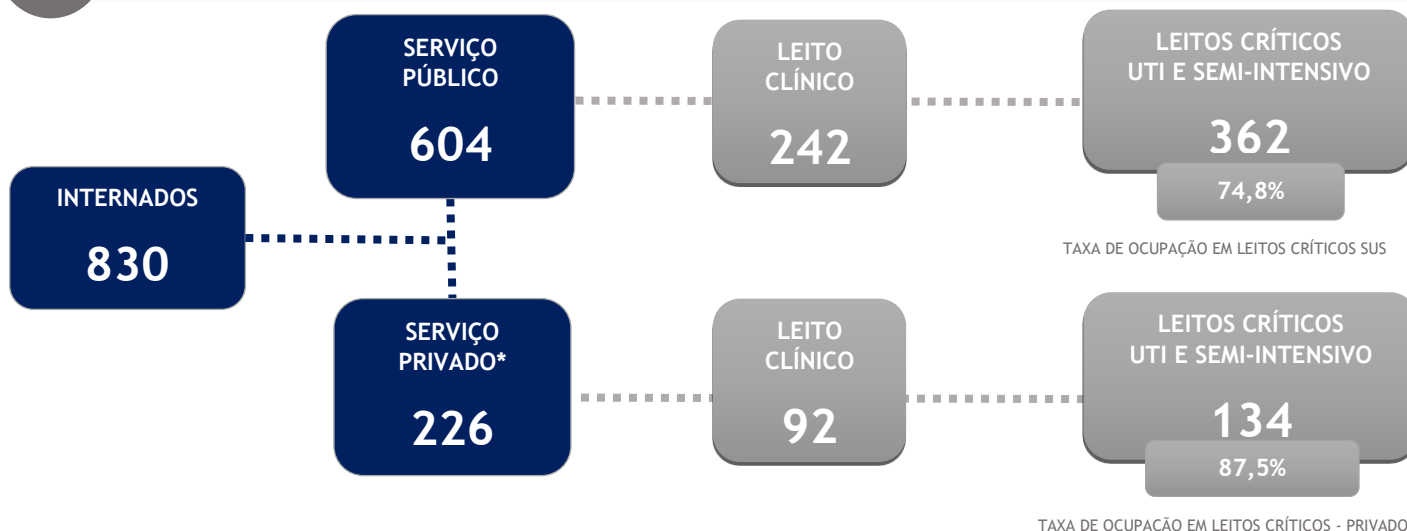 INTERNADOS
830
SERVIÇO
PÚBLICO
604
LEITO
CLÍNICO
242
LEITOS CRÍTICOS
UTI E SEMI-INTENSIVO
362
74,8%
TAXA DE OCUPAÇÃO EM LEITOS CRÍTICOS SUS
SERVIÇO
PRIVADO*
226
LEITO
CLÍNICO
92
LEITOS CRÍTICOS
UTI E SEMI-INTENSIVO
134
87,5%
TAXA DE OCUPAÇÃO EM LEITOS CRÍTICOS - PRIVADO